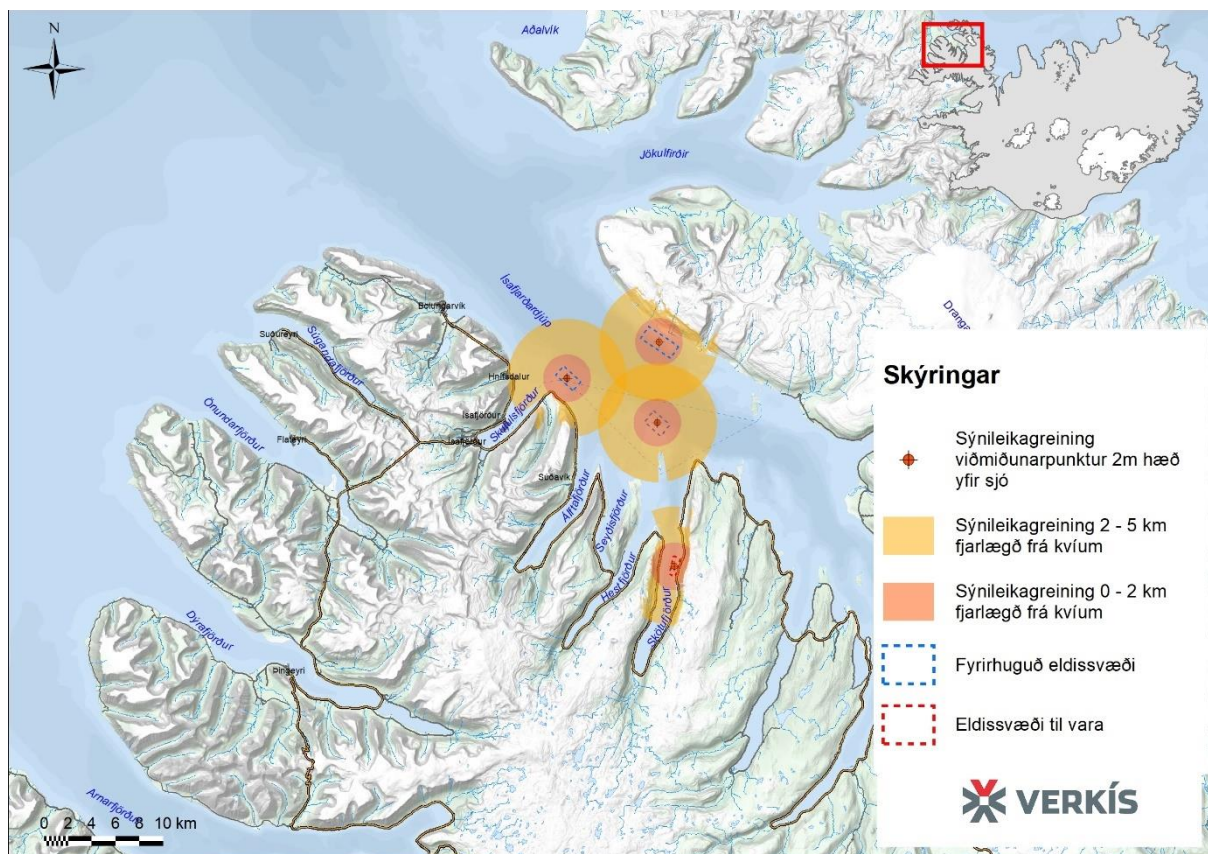 N
Aðalvík
Jökulfirðir
Ísafjarðardjúp
Bolungarvík
Suðureyri
Súgandafjörður
Hnífsdalur
Önundarfjörður
Ísafjörður
Skutulsfjörður
Flateyri
Ísafjörður
Súðavík
Álftafjörður
Seyðisfjörður
Hestfjörður
Skötufjörður
Dýrafjörður
Þingeyri
Arnarfjörður
Dranga
0 2 4 6 8 10 km
Skýringar
Sýnileikagreining
viðmiðunarpunktur 2m hæð
yfir sjó
Sýnileikagreining 2 - 5 km
fjarlægð frá kvíum
Sýnileikagreining 0 - 2 km
fjarlægð frá kvíum
Fyrirhuguð eldissvæði
Eldissvæði til vara
VERKÍS